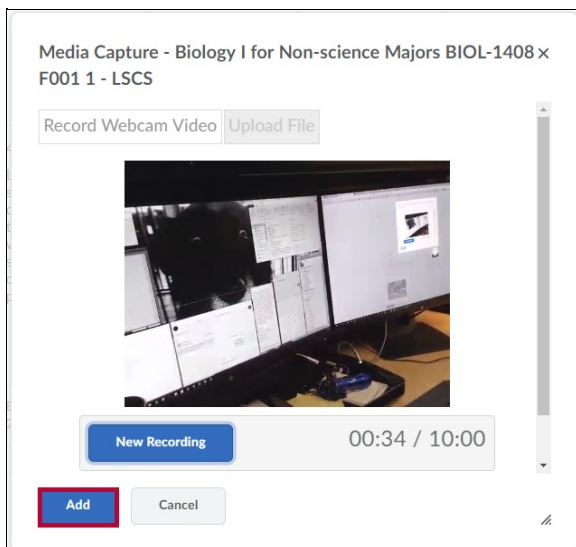 Media Capture - Biology I for Non-science Majors BIOL-1408 ×
F001 1 - LSCS
Record Webcam Video Upload File
New Recording 00:34 / 10:00
Add Cancel